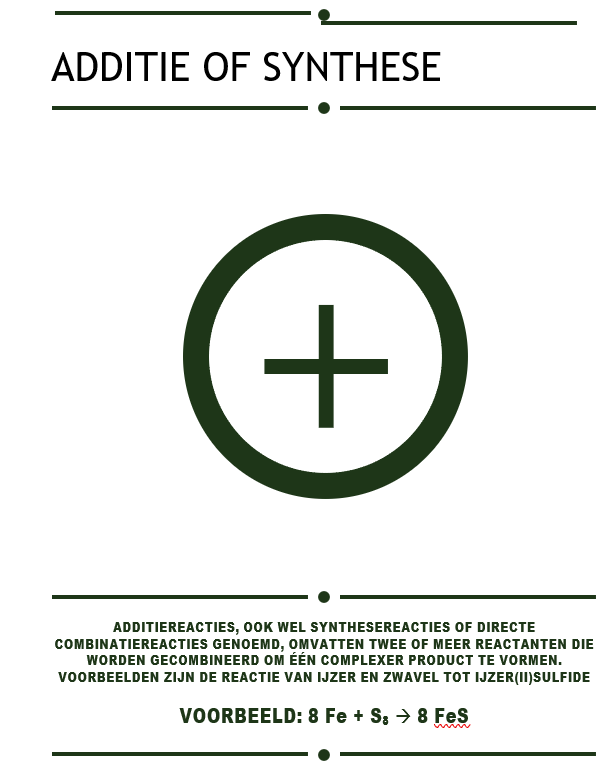 ADDITIE OF SYNTHESE
ADDITIEREACTIES, OOK WEL SYNTHESEREACTIES OF DIRECTE
COMBINATIEREACTIES GENOEMD, OMVATTEN TWEE OF MEER REACTANTEN DIE
WORDEN GECOMBINEERD OM ÉÉN COMPLEXER PRODUCT TE VORMEN.
VOORBEELDEN ZIJN DE REACTIE VAN IJZER EN ZWAVEL TOT IJZER(II)SULFIDE
VOORBEELD: 8 Fe + S₈ → 8 FeS